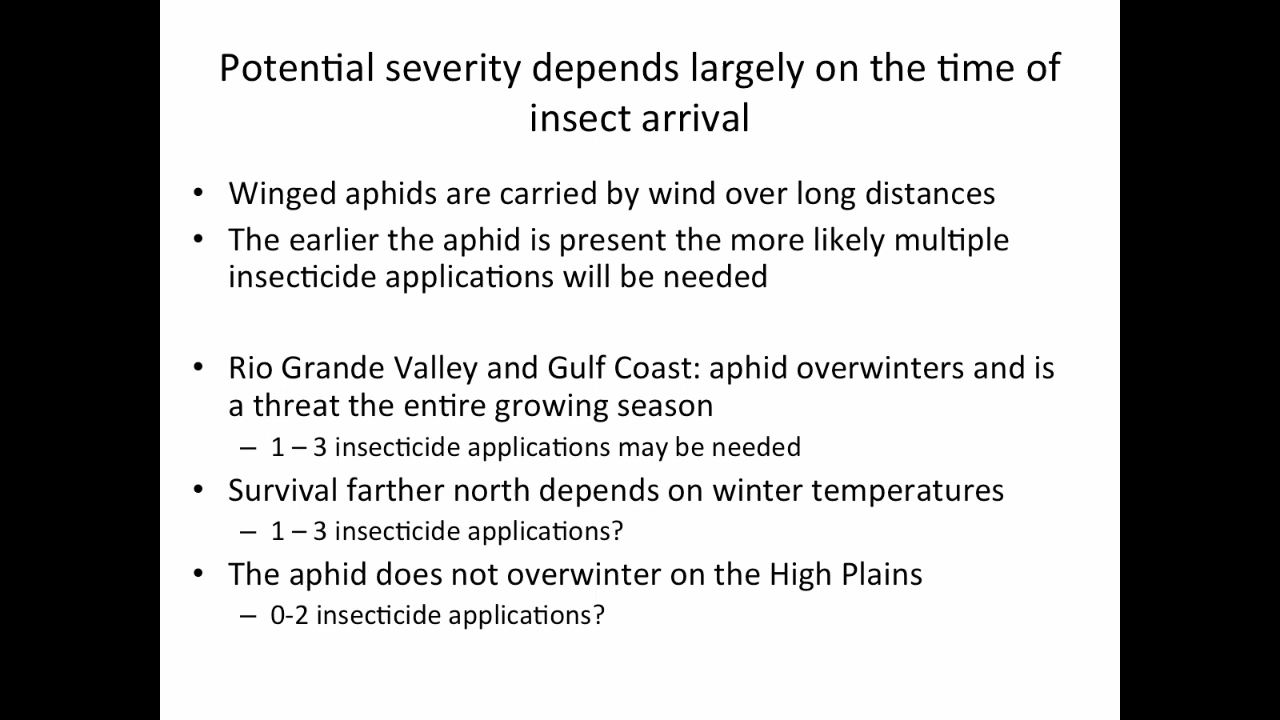 Potential severity depends largely on the time of
insect arrival
• Winged aphids are carried by wind over long distances
• The earlier the aphid is present the more likely multiple
insecticide applications will be needed
• Rio Grande Valley and Gulf Coast: aphid overwinters and is
a threat the entire growing season
– 1 – 3 insecticide applications may be needed
• Survival farther north depends on winter temperatures
– 1 – 3 insecticide applications?
• The aphid does not overwinter on the High Plains
– 0-2 insecticide applications?